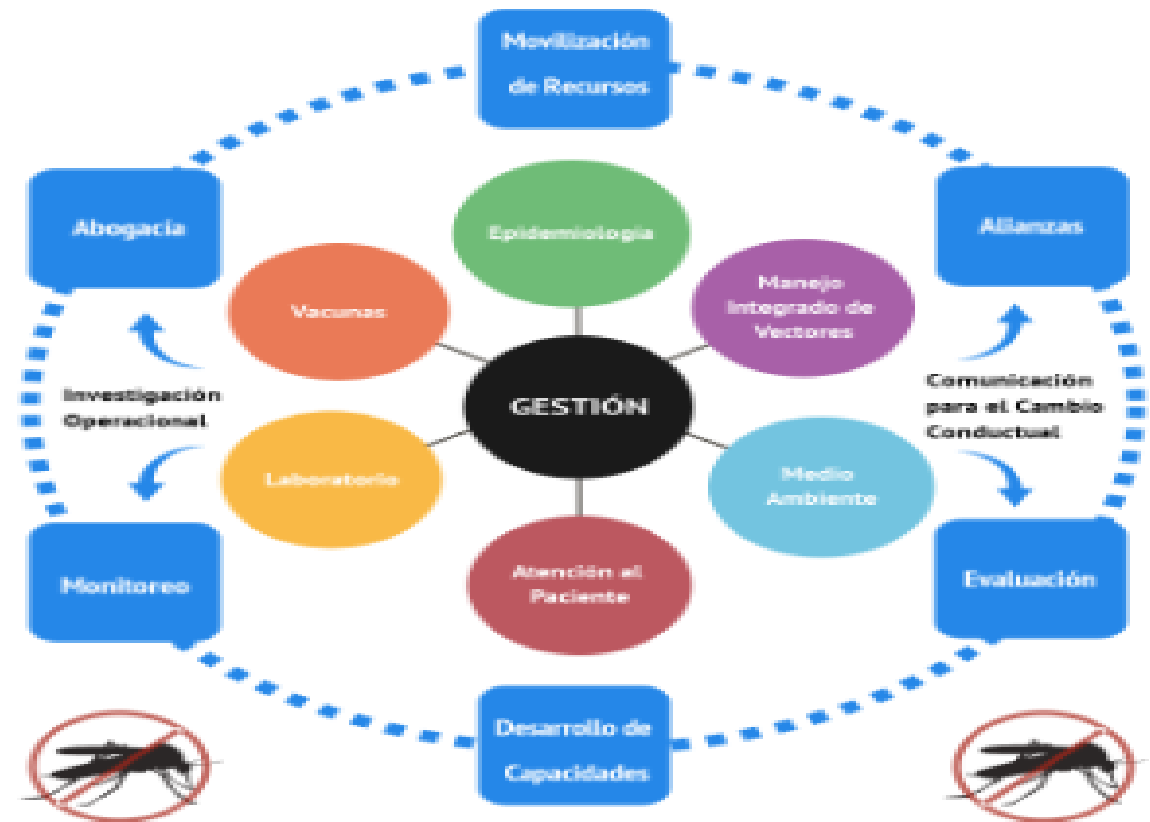 Movilización
de Recursos
Abogacía
Alianzas
Epidemiología
Vacunas
Manejo
Integrado de
Vectores
GESTIÓN
Investigación
Operacional
Comunicación
para el Cambio
Conductual
Laboratorio
Medio
Ambiente
Atención al
Paciente
Monitoreo
Evaluación
Desarrollo de
Capacidades